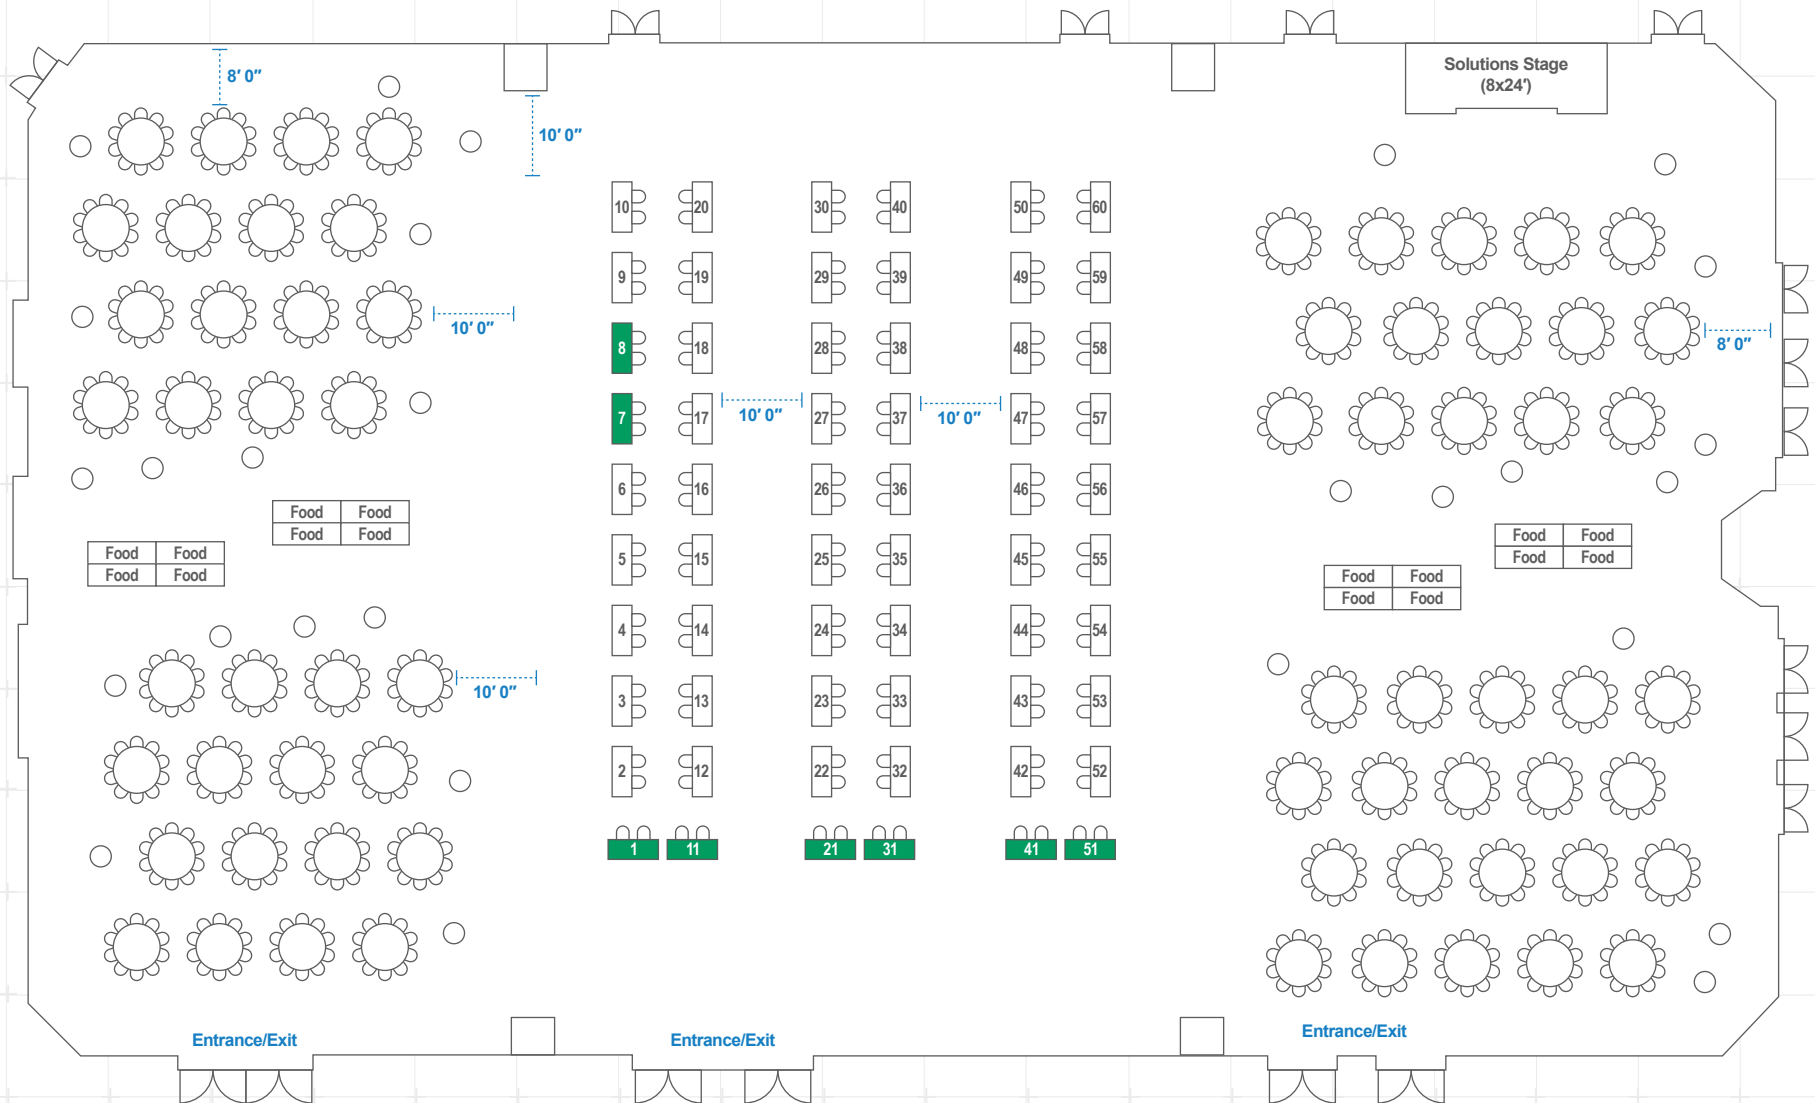 Solutions Stage
(8x24')
8' 0"
10' 0"
10 20 30 40 50 60
9 19 29 39 49 59
10' 0"
8' 0"
8 18 28 38 48 58
10' 0"
10' 0"
7 17 27 37 47 57
6 16 26 36 46 56
Food Food
Food Food
Food Food
Food Food
5 15 25 35 45 55
Food Food
Food Food
Food Food
Food Food
4 14 24 34 44 54
10' 0"
3 13 23 33 43 53
2 12 22 32 42 52
1 11 21 31 41 51
Entrance/Exit
Entrance/Exit
Entrance/Exit